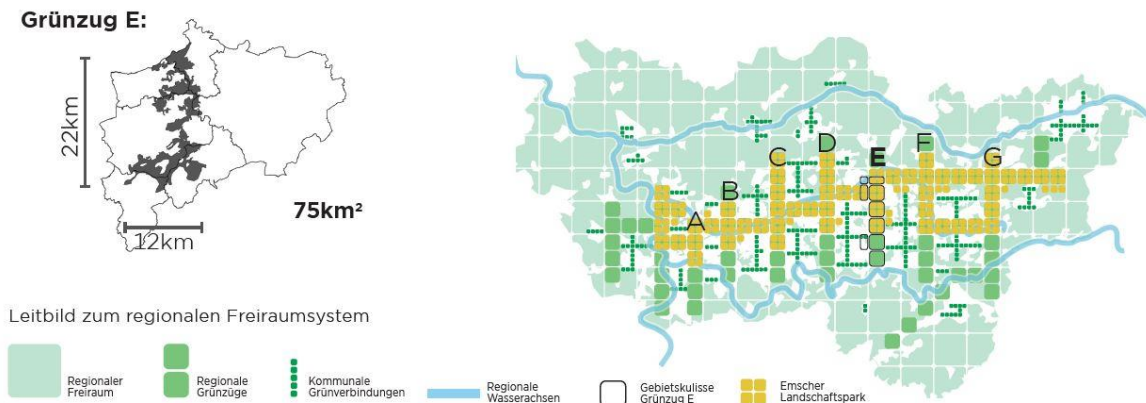 Grünzug E:
22km
12km
75km²
A
B
C
D
E
F
G
Leitbild zum regionalen Freiraumsystem
Regionaler
Freiraum
Regionale
Grünzüge
Kommunale
Grünverbindungen
Regionale
Wasserachsen
Gebietskulisse
Grünzug E
Emscher
Landschaftspark